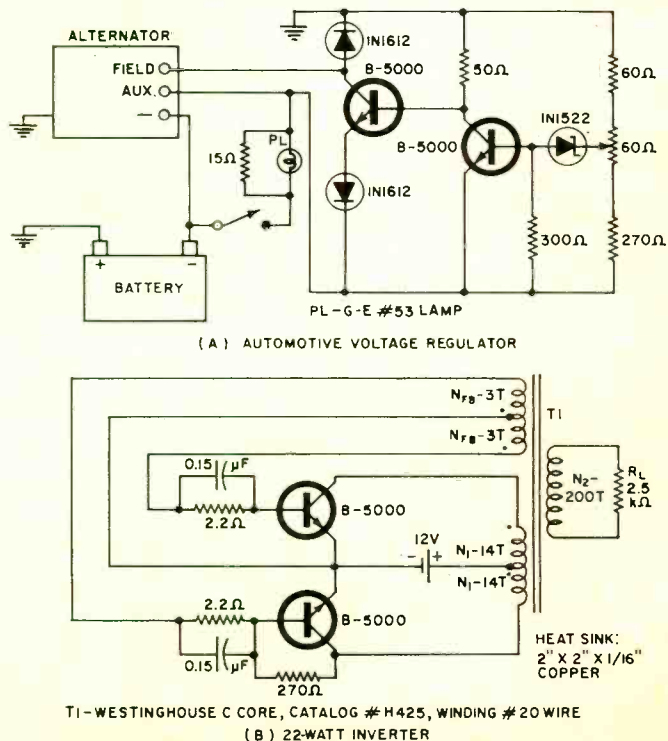 ALTERNATOR
FIELD
AUX.
—
1N1612
B-5000
50Ω
60Ω
B-5000
1N1522
60Ω
PL
15Ω
1N1612
300Ω
270Ω
+
−
BATTERY
PL-G-E #53 LAMP
(A) AUTOMOTIVE VOLTAGE REGULATOR
NFB-3T
T1
NFB-3T
0.15 µF
2.2Ω
B-5000
N2-200T
RL
2.5
kΩ
12V
− +
N1-14T
N1-14T
2.2Ω
B-5000
0.15 µF
270Ω
HEAT SINK:
2" X 2" X 1/16"
COPPER
T1-WESTINGHOUSE C CORE, CATALOG #H425, WINDING #20 WIRE
(B) 22-WATT INVERTER